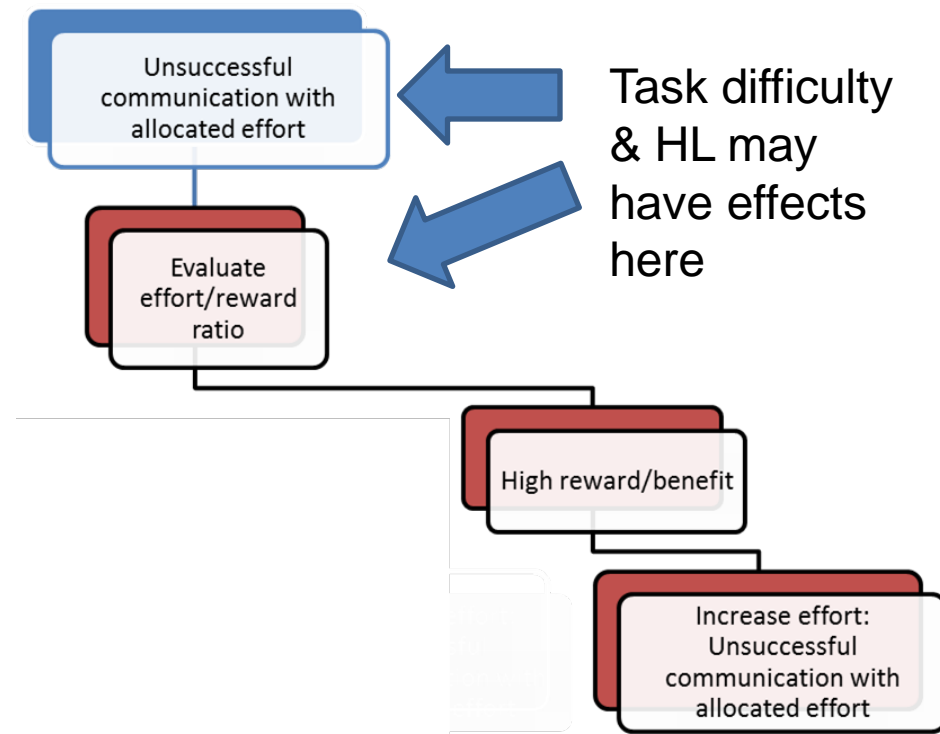 Unsuccessful
communication with
allocated effort
Task difficulty
& HL may
have effects
here
Evaluate
effort/reward
ratio
High reward/benefit
Increase effort:
Unsuccessful
communication with
allocated effort